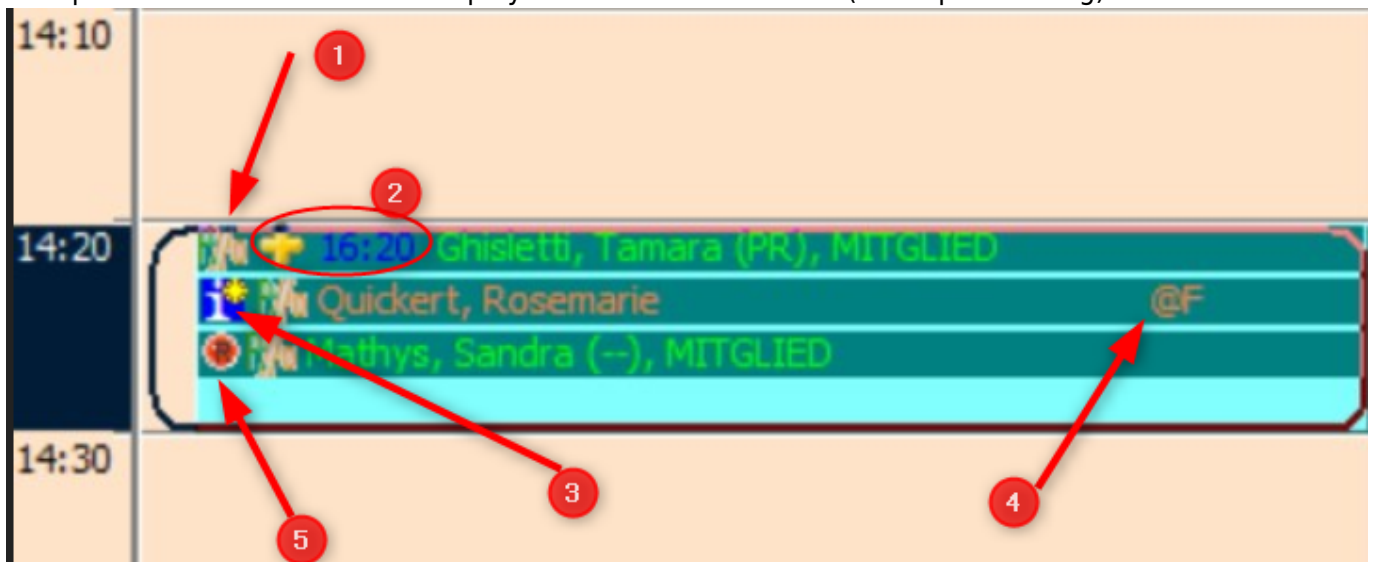 14:10
1
2
14:20
16:20 Ghisletti, Tamara (PR), MITGLIED
i Quickert, Rosemarie @F
R Mathys, Sandra (--), MITGLIED
14:30
3
4
5